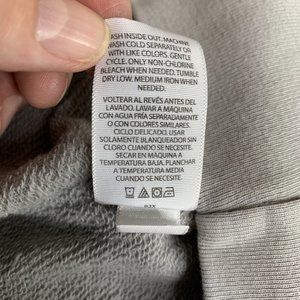 WASH INSIDE OUT. MACHINE
WASH COLD SEPARATELY OR
WITH LIKE COLORS. GENTLE
CYCLE. ONLY NON-CHLORINE
BLEACH WHEN NEEDED. TUMBLE
DRY LOW. MEDIUM IRON WHEN
NEEDED.
VOLTEAR AL REVÉS ANTES DEL
LAVADO. LAVAR A MÁQUINA
CON AGUA FRÍA SEPARADAMENTE
O CON COLORES SIMILARES.
CICLO DELICADO. USAR
SOLAMENTE BLANQUEADOR SIN
CLORO CUANDO SE NECESITE.
SECAR EN MÁQUINA A
TEMPERATURA BAJA. PLANCHAR
A TEMPERATURA MEDIA
CUANDO SE NECESITE.